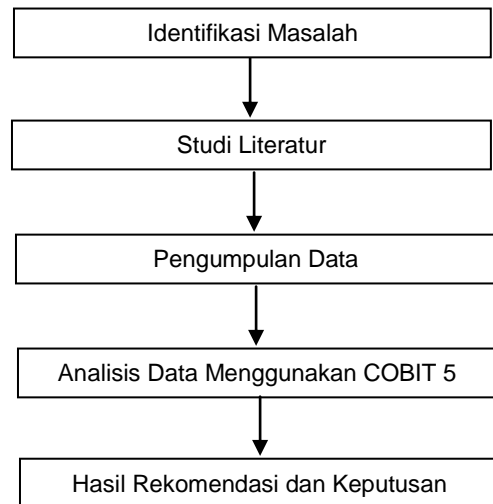 Identifikasi Masalah
Studi Literatur
Pengumpulan Data
Analisis Data Menggunakan COBIT 5
Hasil Rekomendasi dan Keputusan